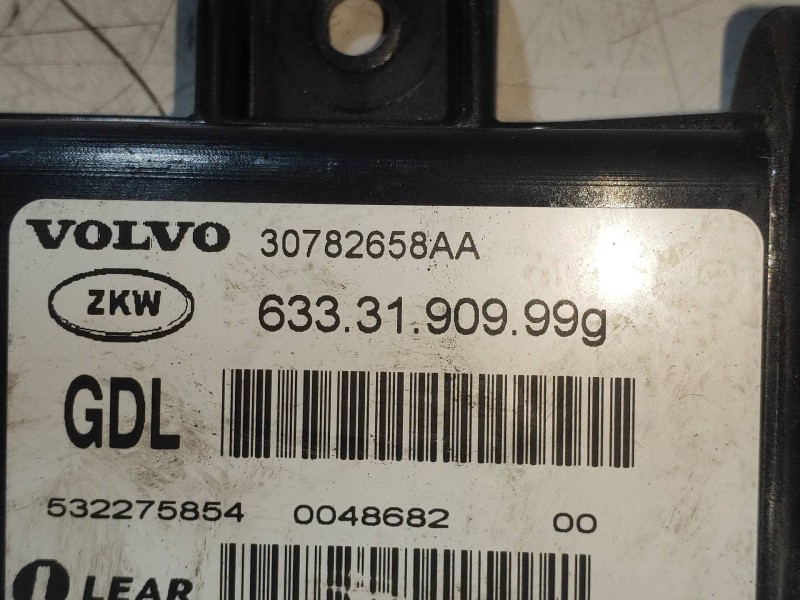 VOLVO 30782658AA
ZKW 633.31.909.99g
GDL
532275854 0048682 00
LEAR